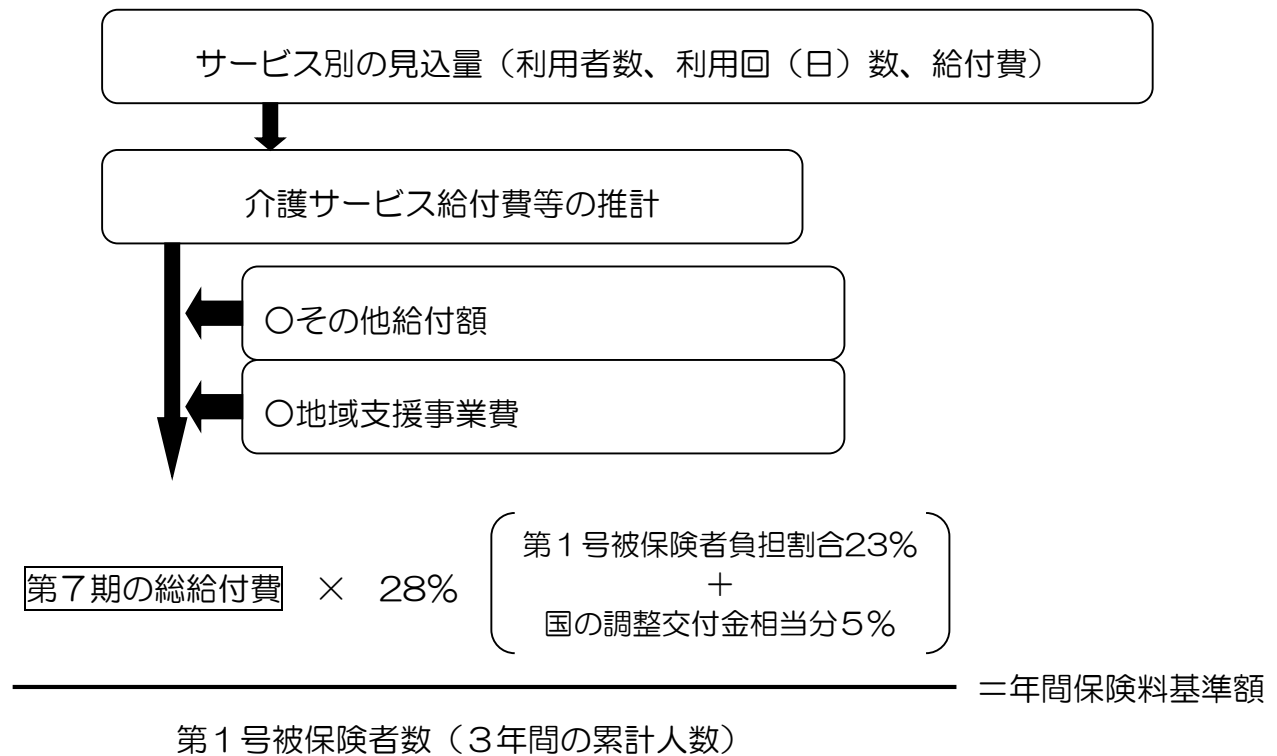 サービス別の見込量（利用者数、利用回（日）数、給付費）
介護サービス給付費等の推計
○その他給付額
○地域支援事業費
第７期の総給付費 × 28%
第１号被保険者負担割合23%
＋
国の調整交付金相当分５%
＝年間保険料基準額
第１号被保険者数（３年間の累計人数）